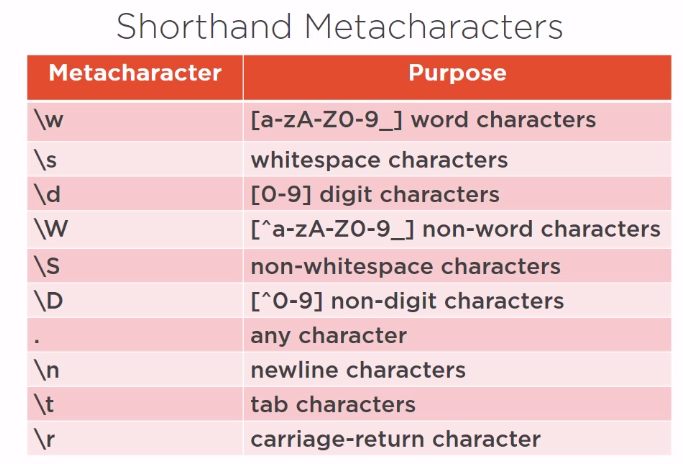 Shorthand Metacharacters
Metacharacter Purpose
\w [a-zA-Z0-9_] word characters
\s whitespace characters
\d [0-9] digit characters
\W [^a-zA-Z0-9_] non-word characters
\S non-whitespace characters
\D [^0-9] non-digit characters
. any character
\n newline characters
\t tab characters
\r carriage-return character